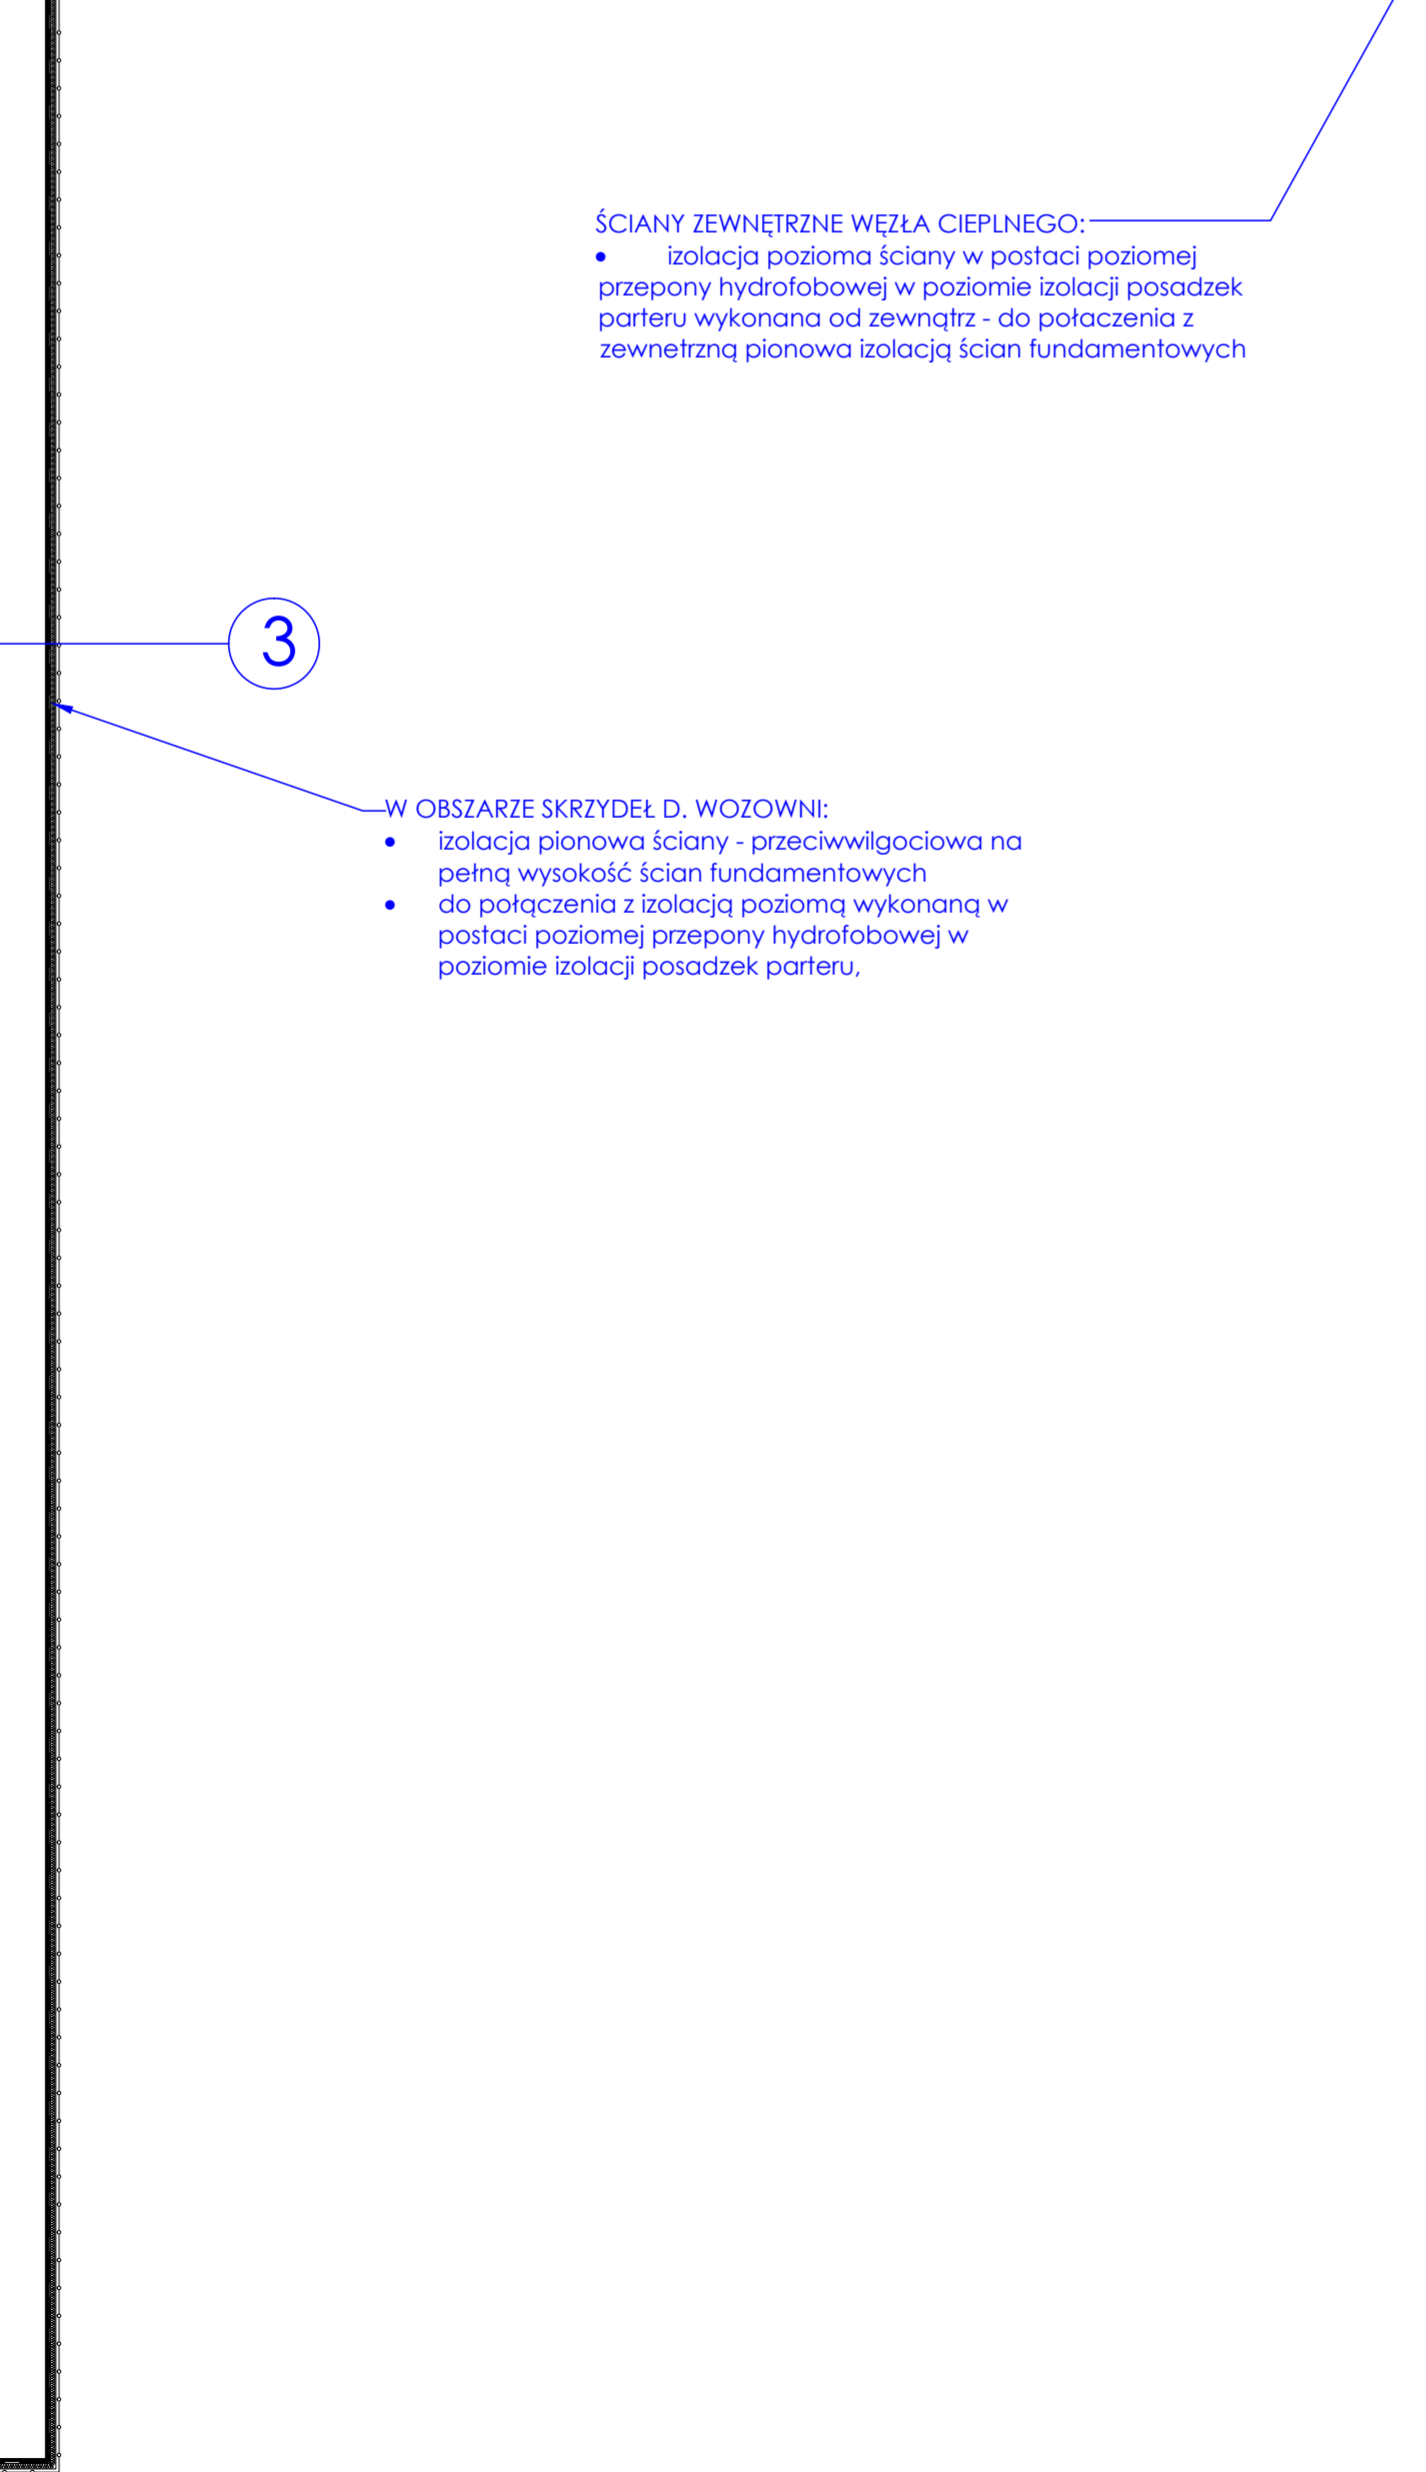 ŚCIANY ZEWNĘTRZNE WĘZŁA CIEPLNEGO:
• izolacja pozioma ściany w postaci poziomej
przepony hydrofobowej w poziomie izolacji posadzek
parteru wykonana od zewnątrz - do połaczenia z
zewnetrzną pionowa izolacją ścian fundamentowych
3
W OBSZARZE SKRZYDEŁ D. WOZOWNI:
• izolacja pionowa ściany - przeciwwilgociowa na
pełną wysokość ścian fundamentowych
• do połączenia z izolacją poziomą wykonaną w
postaci poziomej przepony hydrofobowej w
poziomie izolacji posadzek parteru,